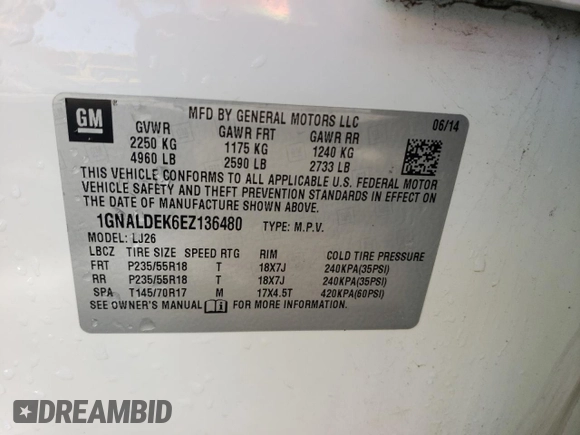 GM
MFD BY GENERAL MOTORS LLC
06/14
GVWR GAWR FRT GAWR RR
2250 KG 1175 KG 1240 KG
4960 LB 2590 LB 2733 LB
THIS VEHICLE CONFORMS TO ALL APPLICABLE U.S. FEDERAL MOTOR
VEHICLE SAFETY AND THEFT PREVENTION STANDARDS IN EFFECT ON
THE DATE OF MANUFACTURE SHOWN ABOVE.
1GNALDEK6EZ136480 TYPE: M.P.V.
MODEL: LJ26
LBCZ TIRE SIZE SPEED RTG RIM COLD TIRE PRESSURE
FRT P235/55R18 T 18X7J 240KPA(35PSI)
RR P235/55R18 T 18X7J 240KPA(35PSI)
SPA T145/70R17 M 17X4.5T 420KPA(60PSI)
SEE OWNER'S MANUAL FOR MORE INFORMATION.
DREAMBID